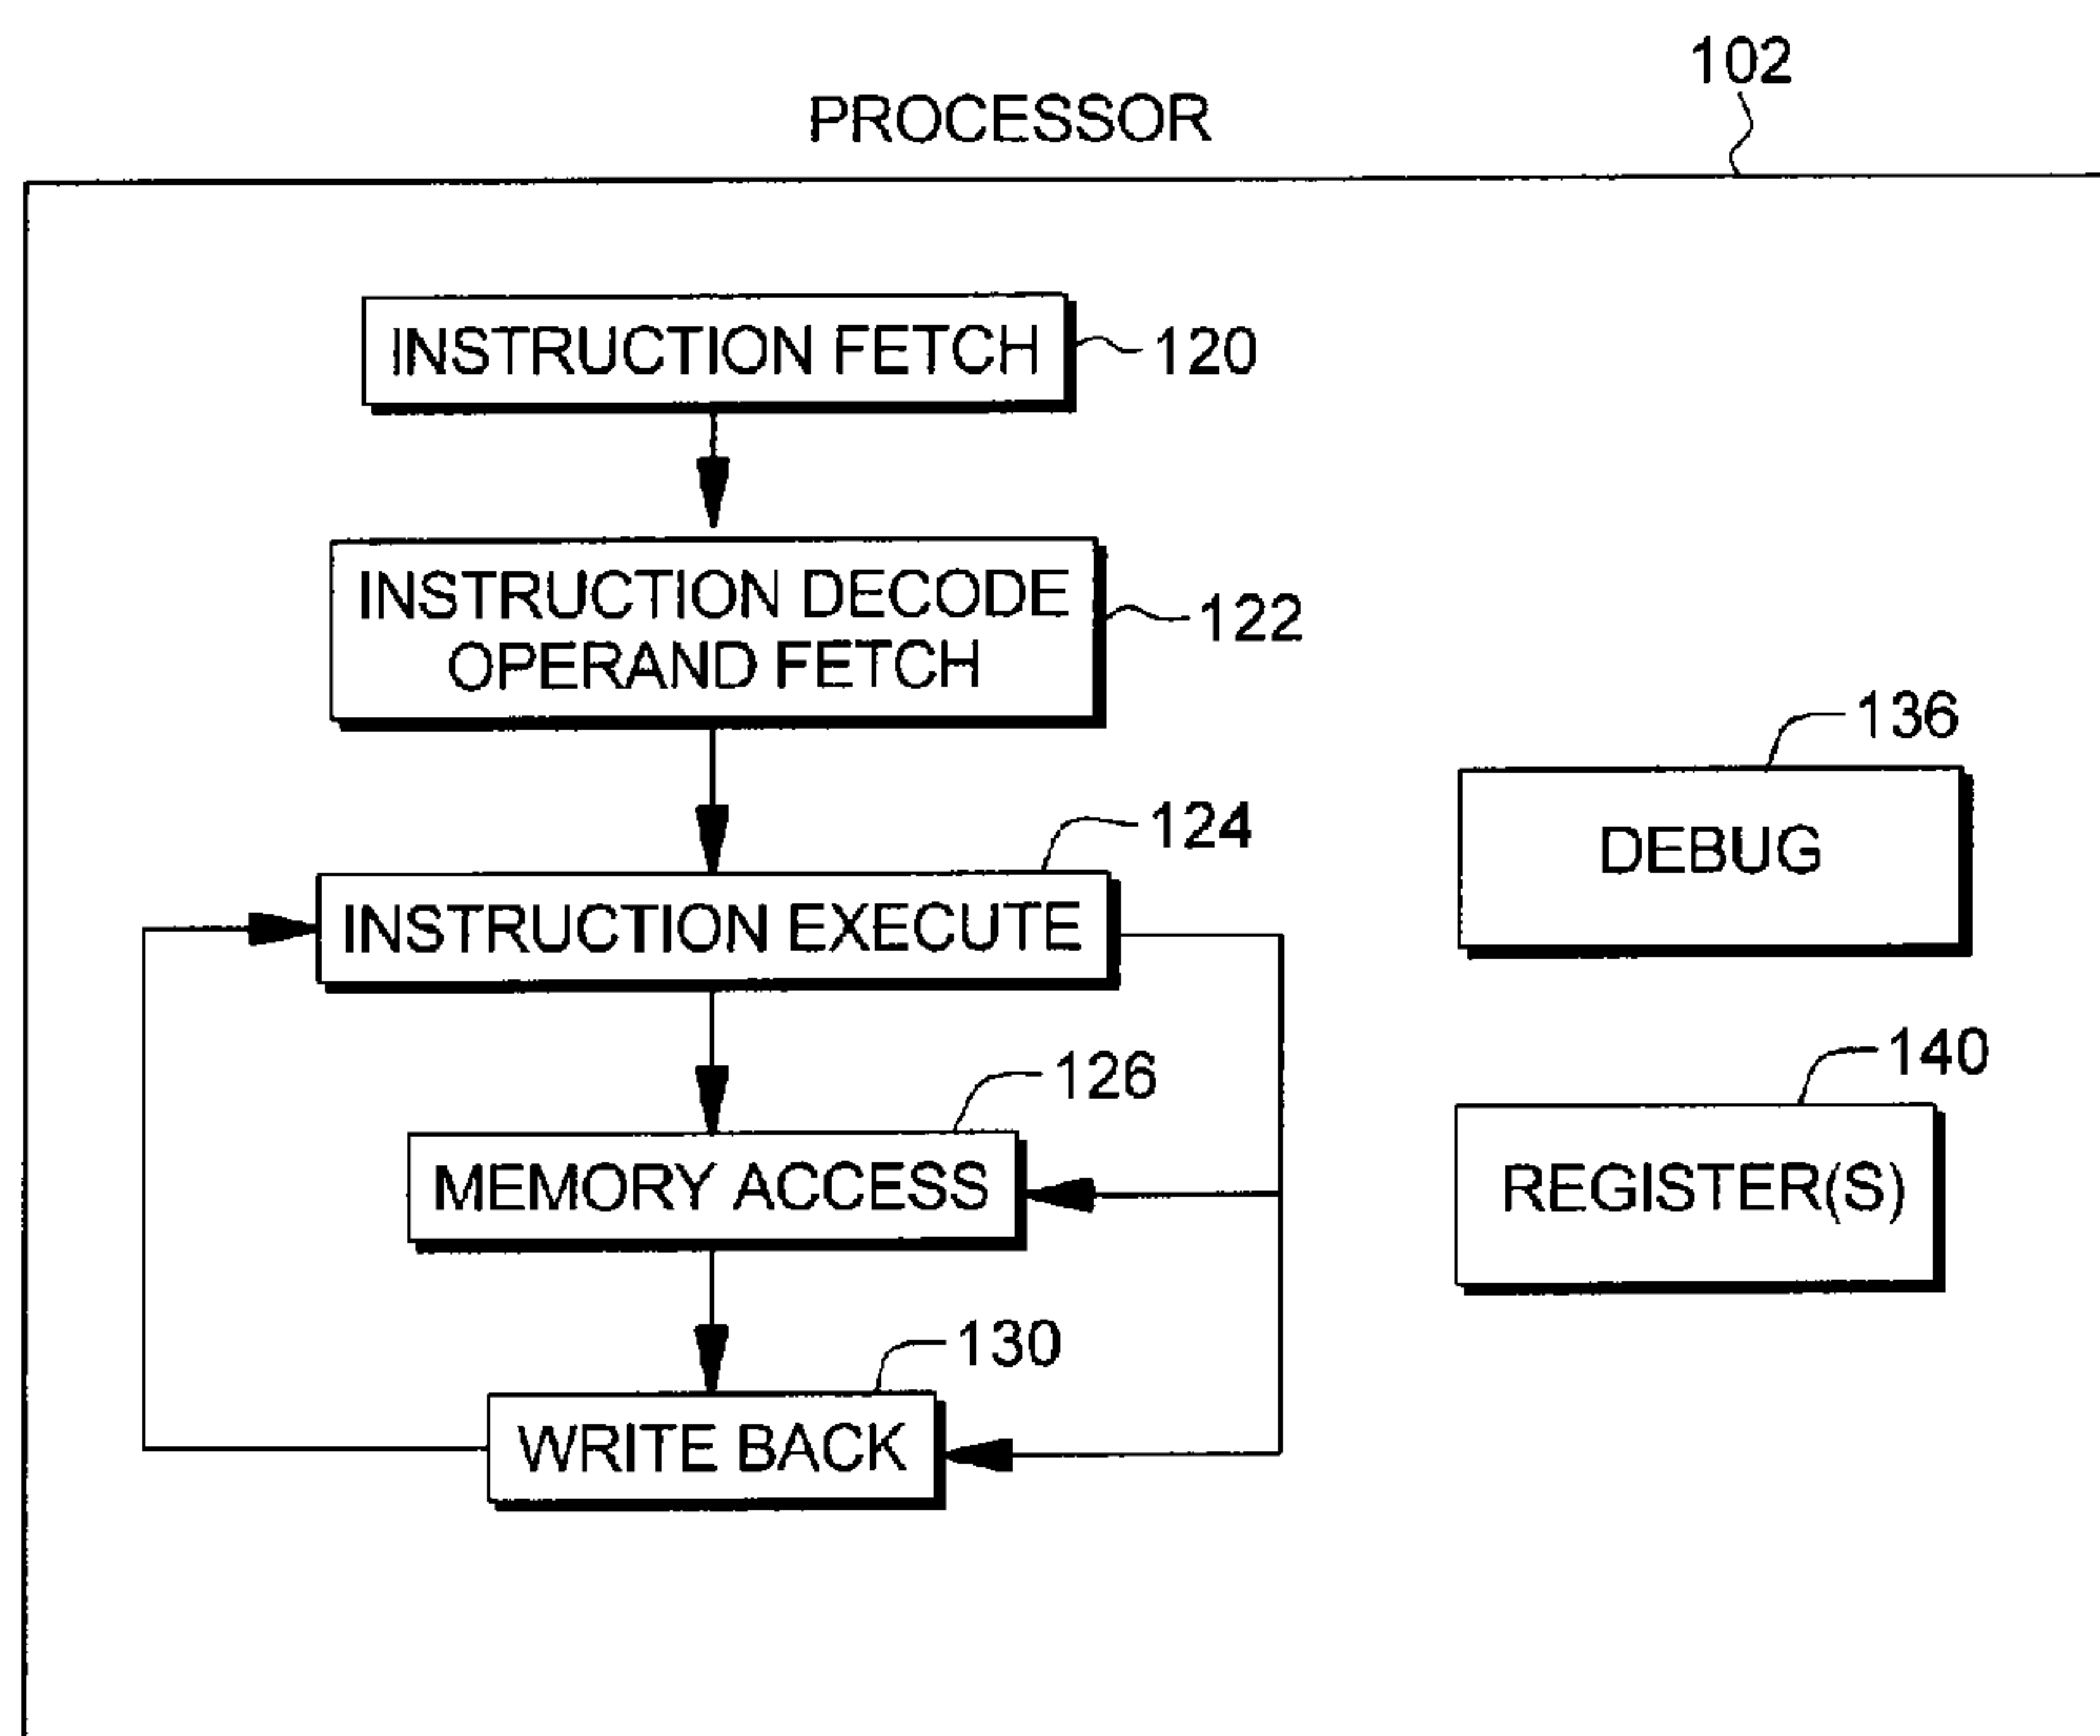 102
PROCESSOR
INSTRUCTION FETCH
120
INSTRUCTION DECODE
OPERAND FETCH
122
136
DEBUG
124
INSTRUCTION EXECUTE
140
REGISTER(S)
126
MEMORY ACCESS
130
WRITE BACK